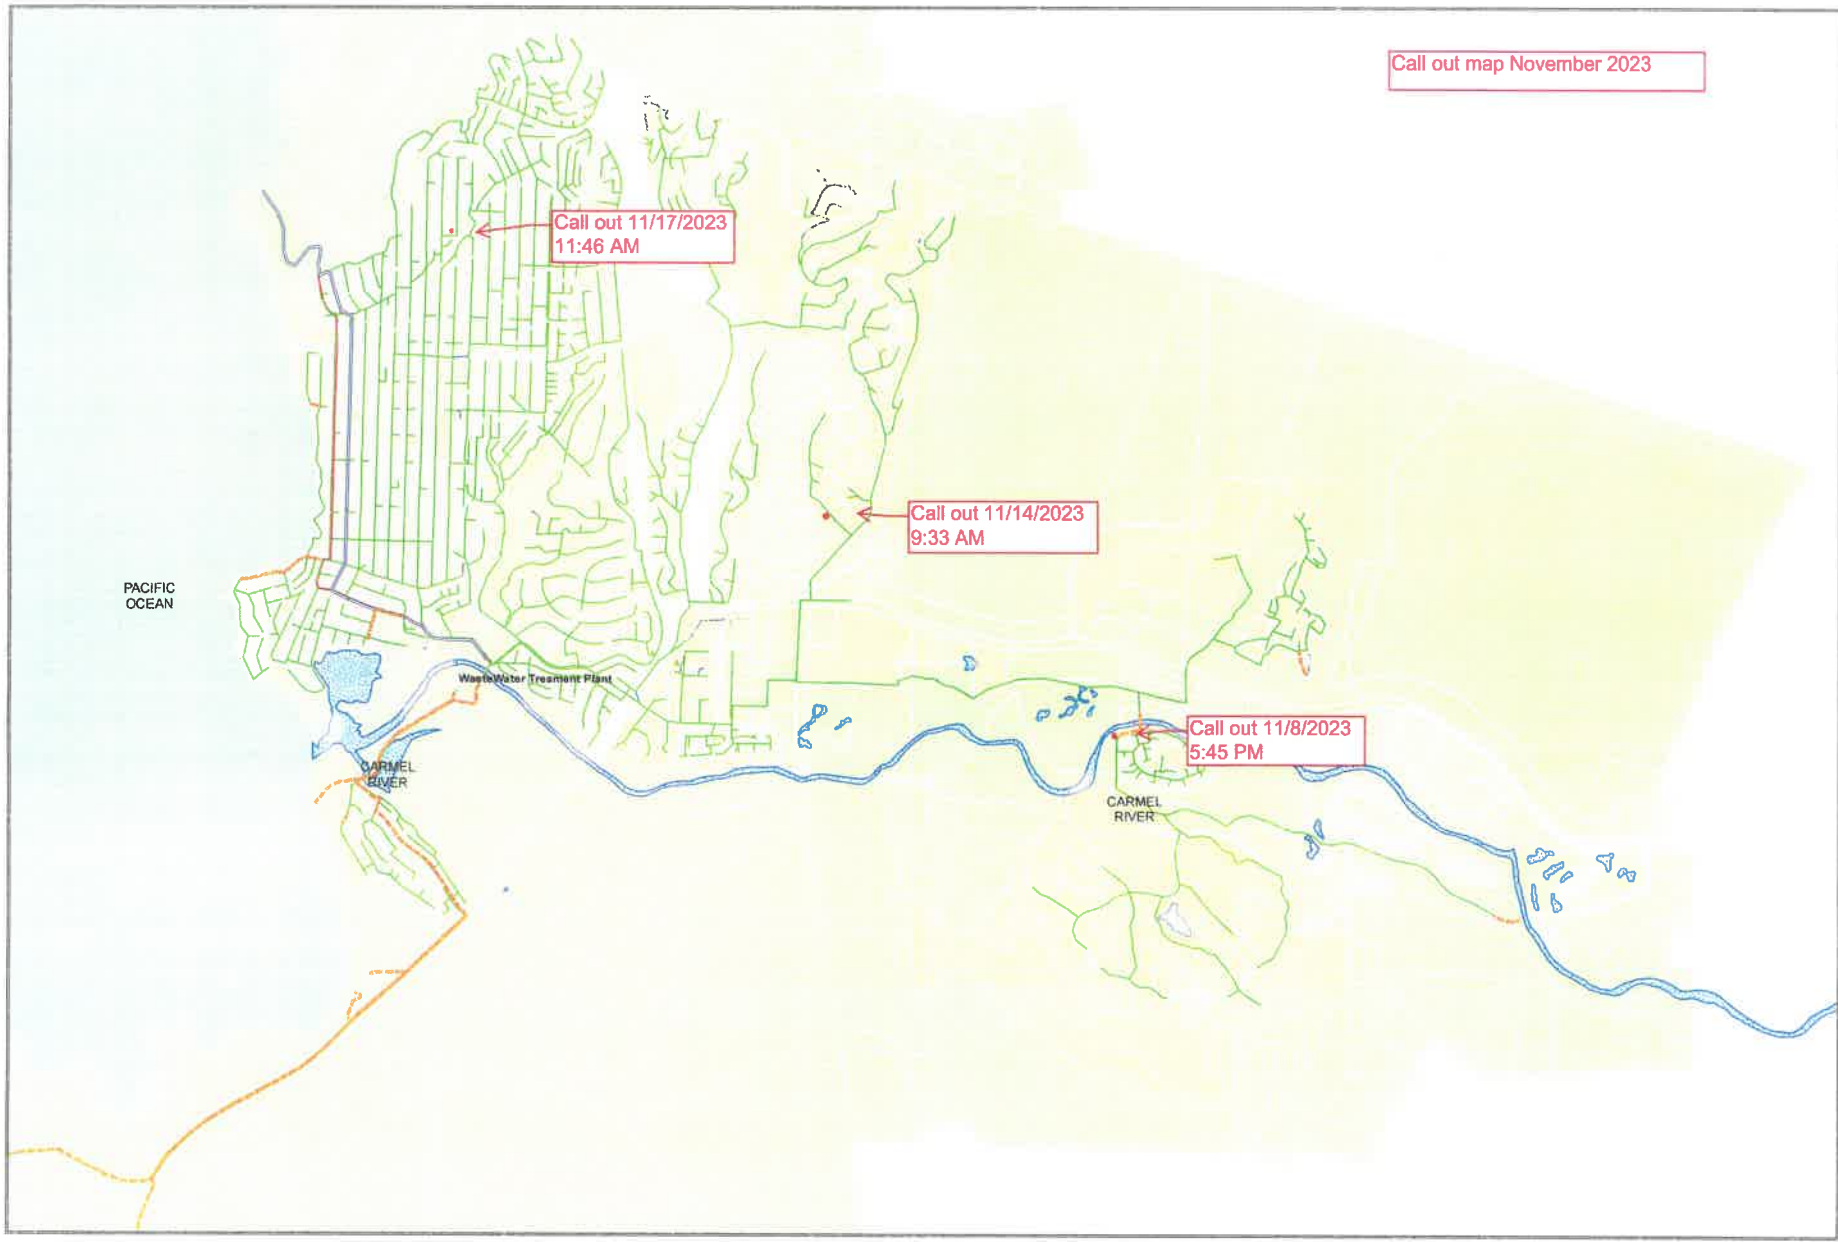 Call out map November 2023
Call out 11/17/2023
11:46 AM
Call out 11/14/2023
9:33 AM
PACIFIC
OCEAN
WasteWater Treatment Plant
Call out 11/8/2023
5:45 PM
CARMEL
RIVER
CARMEL
RIVER